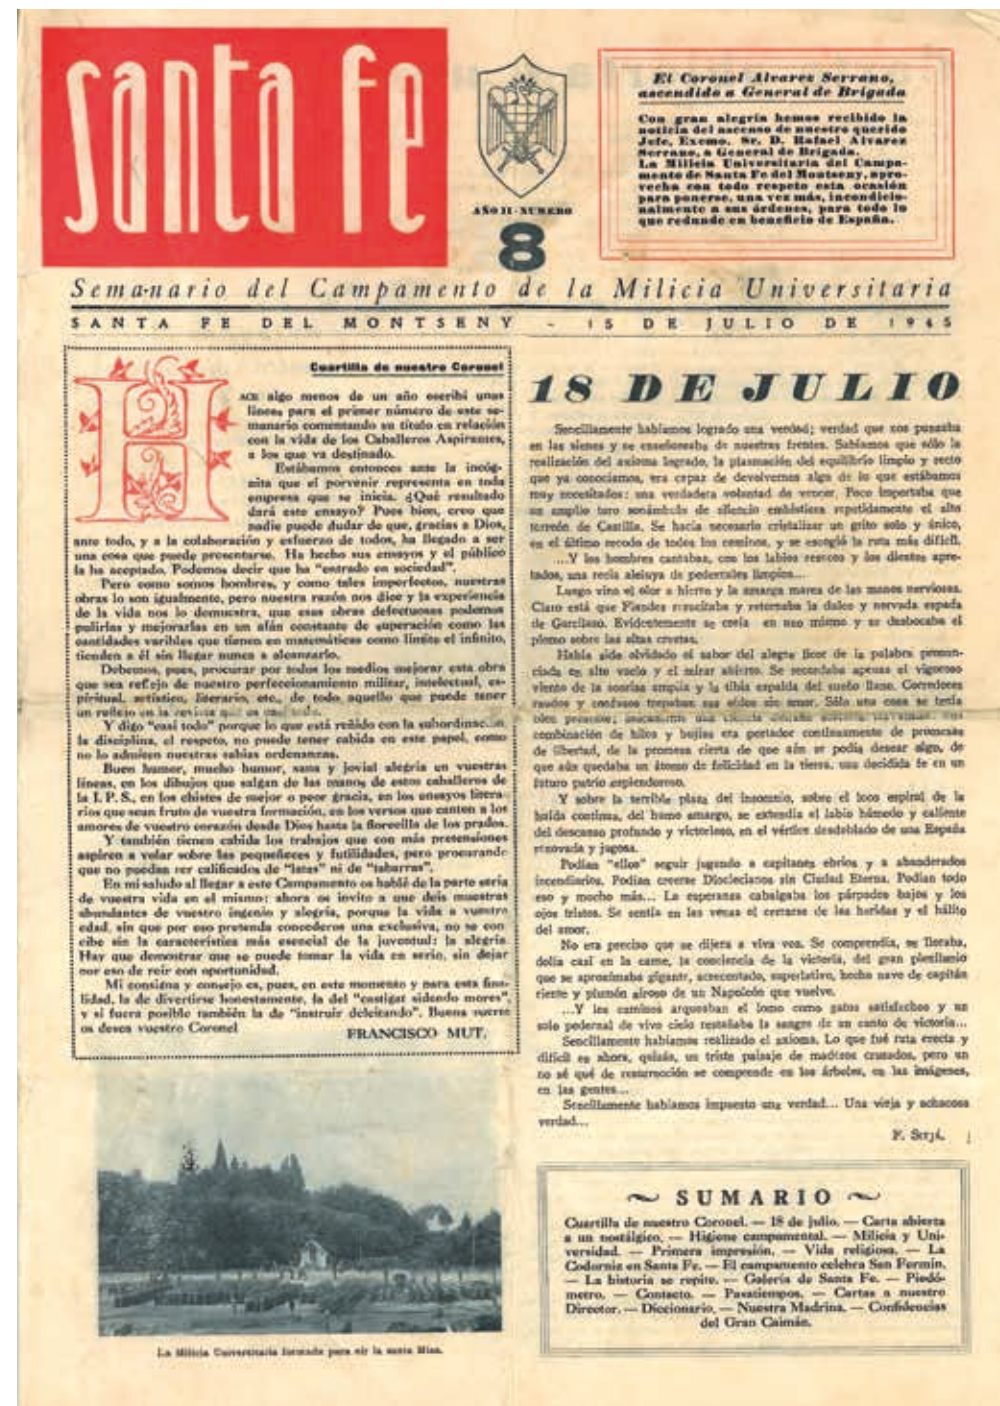 santa fe
AÑO II - NUMERO
8
El Coronel Alvarez Serrano,
ascendido a General de Brigada
Con gran alegría hemos recibido la
noticia del ascenso de nuestro querido
Jefe, Excmo. Sr. D. Rafael Alvarez
Serrano, a General de Brigada.
La Milicia Universitaria del Campa-
mento de Santa Fe del Montseny, apro-
vecha con todo respeto esta ocasión
para ponerse, una vez más, incondicio-
nalmente a sus órdenes, para todo lo
que redunde en beneficio de España.
Semanario del Campamento de la Milicia Universitaria
SANTA FE DEL MONTSENY - 15 DE JULIO DE 1945
Cuartilla de nuestro Coronel
HACE algo menos de un año escribí unas
líneas para el primer número de este se-
manario comentando su título en relación
con la vida de los Caballeros Aspirantes,
a los que va destinado.
Estábamos entonces ante la incóg-
nita que el porvenir representa en toda
empresa que se inicia. ¿Qué resultado
dará este ensayo? Pues bien, creo que
nadie puede dudar de que, gracias a Dios,
ante todo, y a la colaboración y esfuerzo de todos, ha llegado a ser
una cosa que puede presentarse. Ha hecho sus ensayos y el público
la ha aceptado. Podemos decir que ha "entrado en sociedad".
Pero como somos hombres, y como tales imperfectos, nuestras
obras lo son igualmente, pero nuestra razón nos dice y la experiencia
de la vida nos lo demuestra, que esas obras defectuosas podemos
pulirlas y mejorarlas en un afán constante de superación como las
cantidades varibles que tienen en matemáticas como límite el infinito,
tienden a él sin llegar nunca a alcanzarlo.
Debemos, pues, procurar por todos los medios mejorar esta obra
que sea reflejo de nuestro perfeccionamiento militar, intelectual, es-
piritual, artístico, literario, etc., de todo aquello que puede tener
un reflejo en la revista que os
Y digo "casi todo" porque lo que está reñido con la subordinación
la disciplina, el respeto, no puede tener cabida en este papel, como
no lo admiten nuestras sabias ordenanzas.
Buen humor, mucho humor, sana y jovial alegría en vuestras
líneas, en los dibujos que salgan de las manos de estos caballeros de
la I. P. S., en los chistes de mejor o peor gracia, en los ensayos litera-
rios que sean fruto de vuestra formación, en los versos que canten a los
amores de vuestro corazón desde Dios hasta la florecilla de los prados.
Y también tienen cabida los trabajos que con más pretensiones
aspiren a volar sobre las pequeñeces y futilidades, pero procurando
que no puedan ser calificados de "latas" ni de "tabarras".
En mi saludo al llegar a este Campamento os hablé de la parte seria
de vuestra vida en el mismo; ahora os invito a que deis muestras
abundantes de vuestro ingenio y alegría, porque la vida a vuestra
edad, sin que por eso pretenda concederos una exclusiva, no se con-
cibe sin la característica más esencial de la juventud: la alegría.
Hay que demostrar que se puede tomar la vida en serio, sin dejar
por eso de reir con oportunidad.
Mi consigna y consejo es, pues, en este momento y para esta fina-
lidad, la de divertirse honestamente, la del "castigar ridendo mores",
y si fuera posible también la de "instruir deleitando". Buena suerte
os desea vuestro Coronel
FRANCISCO MUT.
La Milicia Universitaria formada para oir la santa Misa.
18 DE JULIO
Sencillamente habíamos logrado una verdad; verdad que nos punzaba
en las sienes y se enseñoreaba de nuestras frentes. Sabíamos que sólo la
realización del axioma logrado, la plasmación del equilibrio limpio y recto
que ya conocíamos, era capaz de devolvernos algo de lo que estábamos
muy necesitados: una verdadera voluntad de vencer. Poco importaba que
un amplio toro sonámbulo de silencio embistiera repetidamente el alto
torreón de Castilla. Se hacía necesario cristalizar un grito solo y único,
en el último recodo de todos los caminos, y se escogió la ruta más difícil.
...Y los hombres cantaban, con los labios resecos y los dientes apre-
tados, una recia aleluya de pedernales limpios...
Luego vino el olor a hierro y la amarga marea de las manos nerviosas.
Claro está que Flandes resucitaba y retornaba la dulce y nervada espada
de Garcilaso. Evidentemente se creía en uno mismo y se desbocaba el
plomo sobre las altas crestas.
Había sido olvidado el sabor del alegre licor de la palabra pronun-
ciada en alto vuelo y el mirar abierto. Se recordaba apenas el vigoroso
viento de la sonrisa amplia y la tibia espalda del sueño llano. Corredores
raudos y confusos trepaban sus ecos sin amor. Sólo una cosa se tenía
combinación de hilos y bujías era portador continuamente de promesas
de libertad, de la promesa cierta de que aún se podía desear algo, de
que aún quedaba un átomo de felicidad en la tierra, una decidida fe en un
futuro patrio esplendoroso.
Y sobre la terrible plaza del insomnio, sobre el loco espiral de la
huida continua, del humo amargo, se extendía el labio húmedo y caliente
del descanso profundo y victorioso, en el vértice desdoblado de una España
renovada y jugosa.
Podían "ellos" seguir jugando a capitanes ebrios y a abanderados
incendiarios. Podían creerse Dioclecianos sin Ciudad Eterna. Podían todo
eso y mucho más... La esperanza cabalgaba los párpados bajos y los
ojos tristes. Se sentía en las venas el cerrarse de las heridas y el hálito
del amor.
No era preciso que se dijera a viva voz. Se comprendía, se lloraba,
dolía casi en la carne, la conciencia de la victoria, del gran plenilunio
que se aproximaba gigante, acrecentado, superlativo, hecho nave de capitán
riente y plumón airoso de un Napoleón que vuelve.
...Y los caminos arqueaban el lomo como gatos satisfechos y un
solo pedernal de vivo cielo restañaba la sangre de un canto de victoria...
Sencillamente habíamos realizado el axioma. Lo que fué ruta erecta y
difícil es ahora, quizás, un triste paisaje de maderos cruzados, pero un
no sé qué de resurrección se comprende en los árboles, en las imágenes,
en las gentes...
Sencillamente habíamos impuesto una verdad... Una vieja y achacosa
verdad...
F. Serjá.
SUMARIO
Cuartilla de nuestro Coronel. — 18 de julio. — Carta abierta
a un nostálgico. — Higiene campamental. — Milicia y Uni-
versidad. — Primera impresión. — Vida religiosa. — La
Codorniz en Santa Fe. — El campamento celebra San Fermín.
— La historia se repite. — Galería de Santa Fe. — Piedó-
metro. — Contacto. — Pasatiempos. — Cartas a nuestro
Director. — Diccionario. — Nuestra Madrina. — Confidencias
del Gran Caimán.